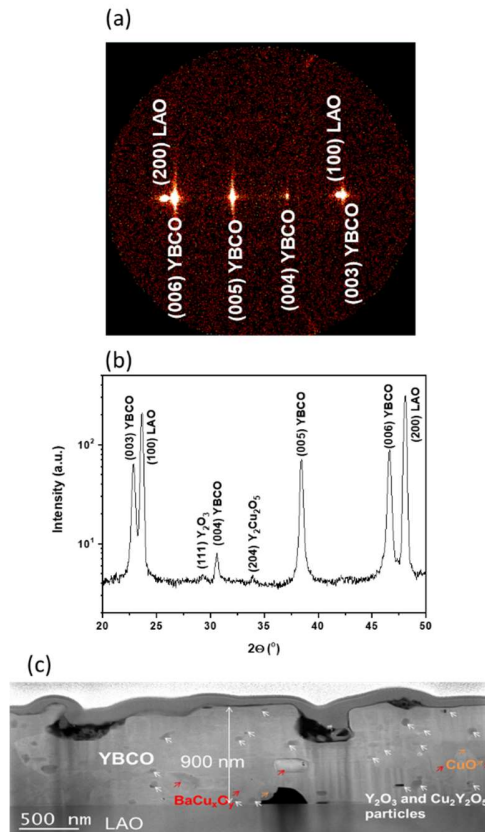 (a)
(200) LAO
(006) YBCO
(005) YBCO
(004) YBCO
(100) LAO
(003) YBCO
(b)
Intensity (a.u.)
10²
10¹
(003) YBCO
(100) LAO
(111) Y₂O₃
(004) YBCO
(204) Y₂Cu₂O₅
(005) YBCO
(006) YBCO
(200) LAO
20 25 30 35 40 45 50
2Θ (°)
(c)
YBCO
900 nm
CuO
BaCuₓCᵧ
Y₂O₃ and Cu₂Y₂O₅
particles
500 nm
LAO